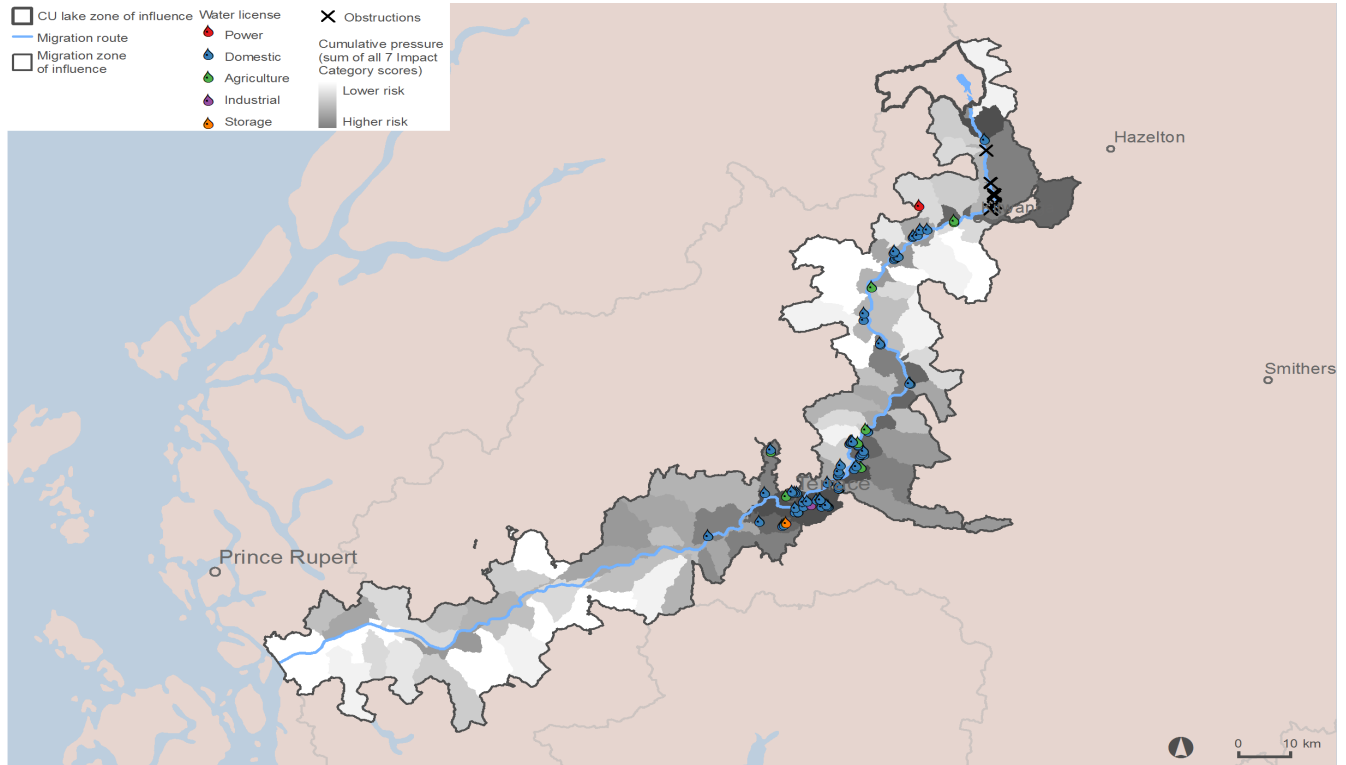 CU lake zone of influence
Migration route
Migration zone
of influence
Water license
Power
Domestic
Agriculture
Industrial
Storage
Obstructions
Cumulative pressure
(sum of all 7 Impact
Category scores)
Lower risk
Higher risk
Hazelton
Smithers
Terrace
Prince Rupert
0 10 km